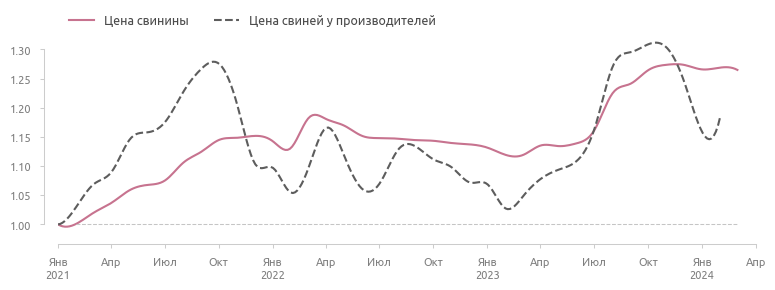 Цена свинины
Цена свиней у производителей
1.30
1.25
1.20
1.15
1.10
1.05
1.00
Янв Апр Июл Окт Янв Апр Июл Окт Янв Апр Июл Окт Янв Апр
2021 2022 2023 2024